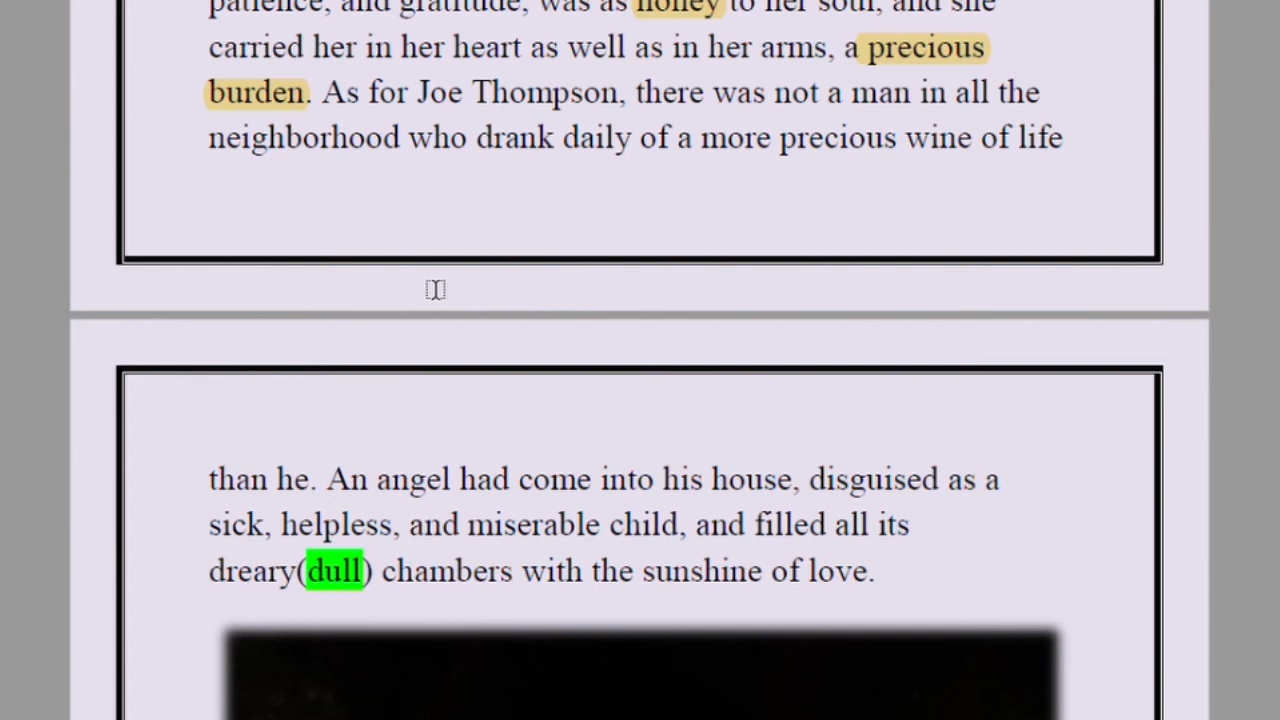 patience, and gratitude, was as honey to her soul, and she
carried her in her heart as well as in her arms, a precious
burden. As for Joe Thompson, there was not a man in all the
neighborhood who drank daily of a more precious wine of life
than he. An angel had come into his house, disguised as a
sick, helpless, and miserable child, and filled all its
dreary(dull) chambers with the sunshine of love.